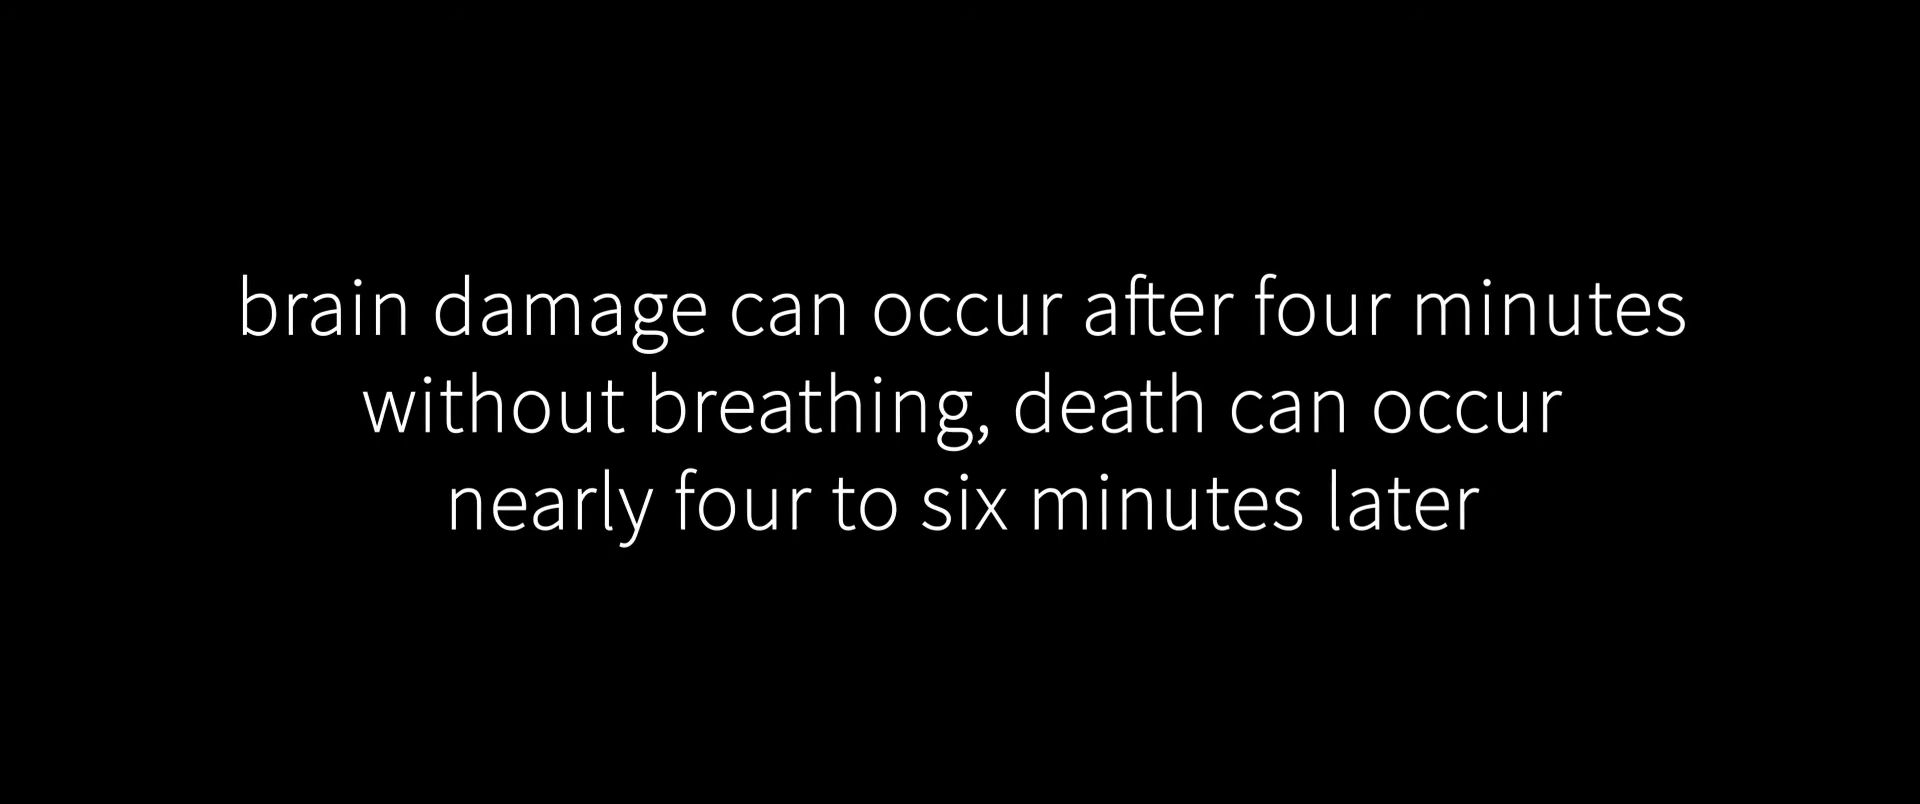 brain damage can occur after four minutes
without breathing, death can occur
nearly four to six minutes later